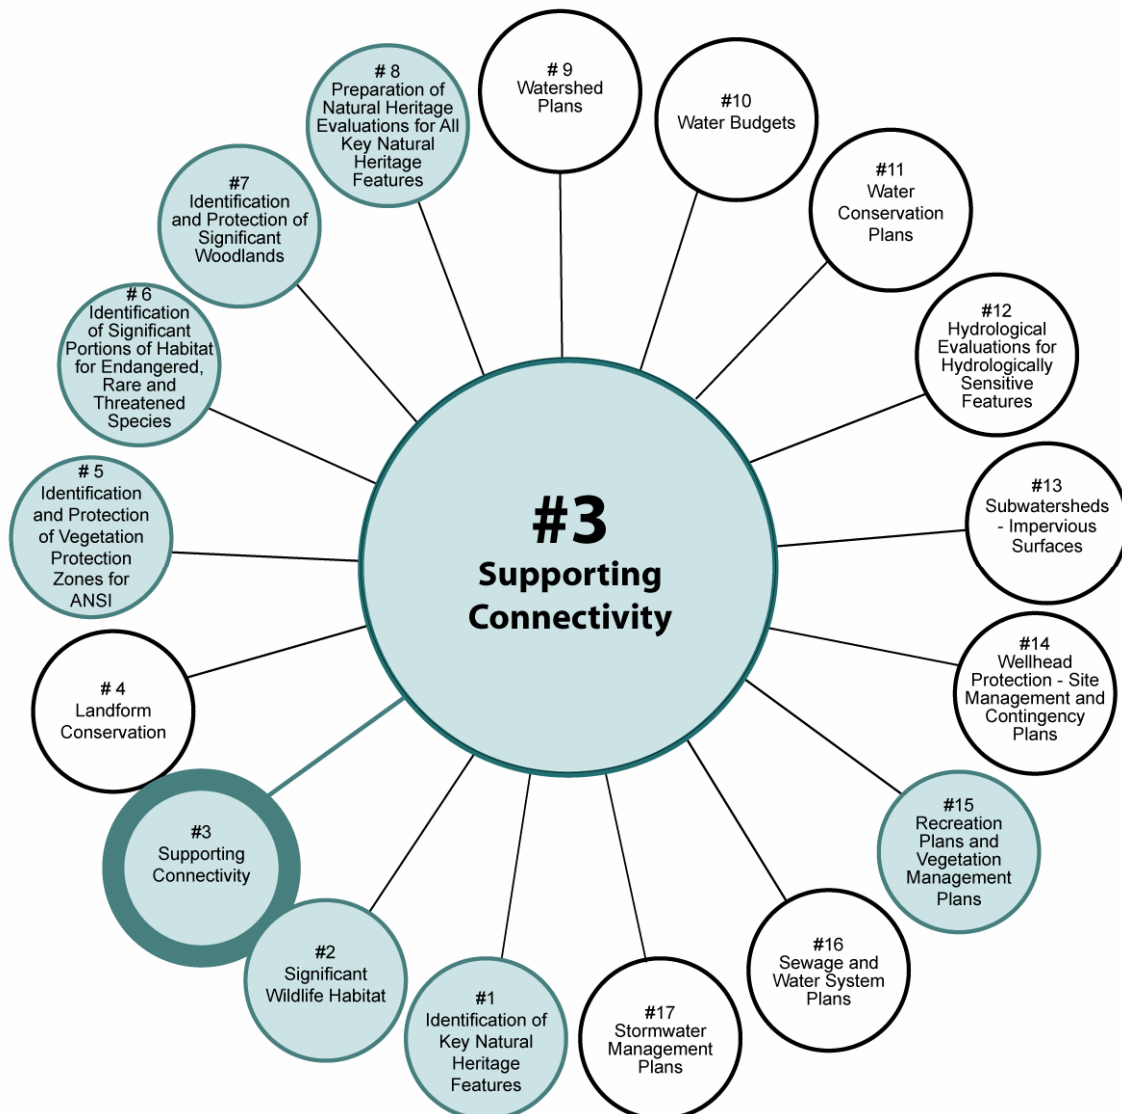 #3
Supporting
Connectivity
#1
Identification of
Key Natural
Heritage
Features
#2
Significant
Wildlife Habitat
#3
Supporting
Connectivity
# 4
Landform
Conservation
# 5
Identification
and Protection
of Vegetation
Protection
Zones for
ANSI
# 6
Identification
of Significant
Portions of Habitat
for Endangered,
Rare and
Threatened
Species
#7
Identification
and Protection of
Significant
Woodlands
# 8
Preparation of
Natural Heritage
Evaluations for All
Key Natural
Heritage
Features
# 9
Watershed
Plans
#10
Water Budgets
#11
Water
Conservation
Plans
#12
Hydrological
Evaluations for
Hydrologically
Sensitive
Features
#13
Subwatersheds
- Impervious
Surfaces
#14
Wellhead
Protection - Site
Management and
Contingency
Plans
#15
Recreation
Plans and
Vegetation
Management
Plans
#16
Sewage and
Water System
Plans
#17
Stormwater
Management
Plans